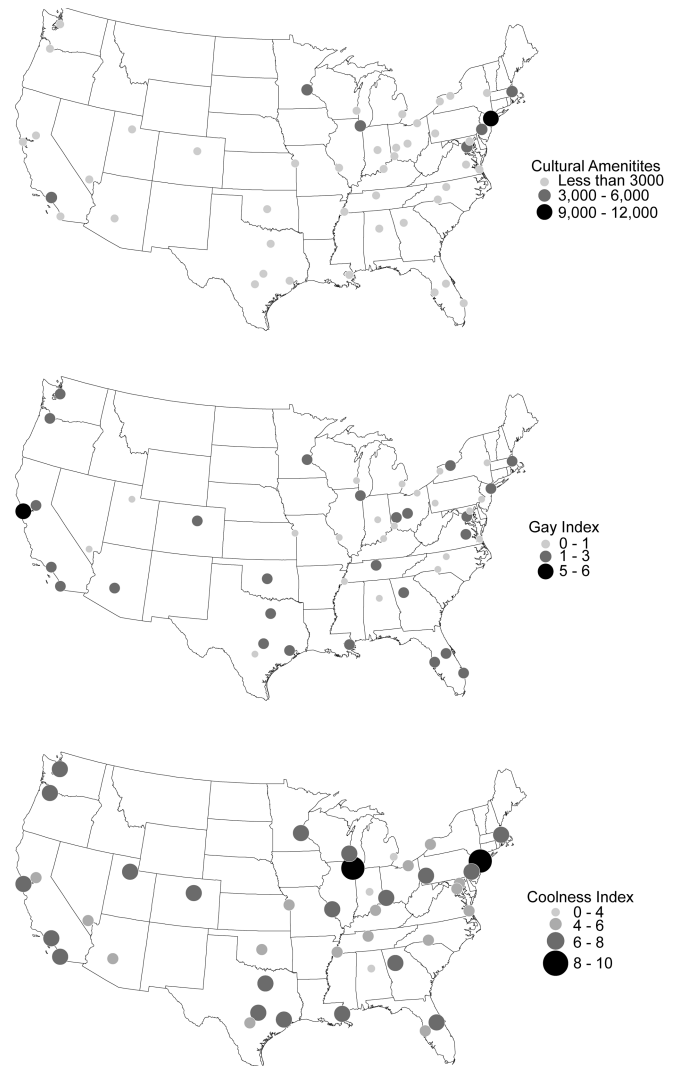 Cultural Amenitites
Less than 3000
3,000 - 6,000
9,000 - 12,000
Gay Index
0 - 1
1 - 3
5 - 6
Coolness Index
0 - 4
4 - 6
6 - 8
8 - 10